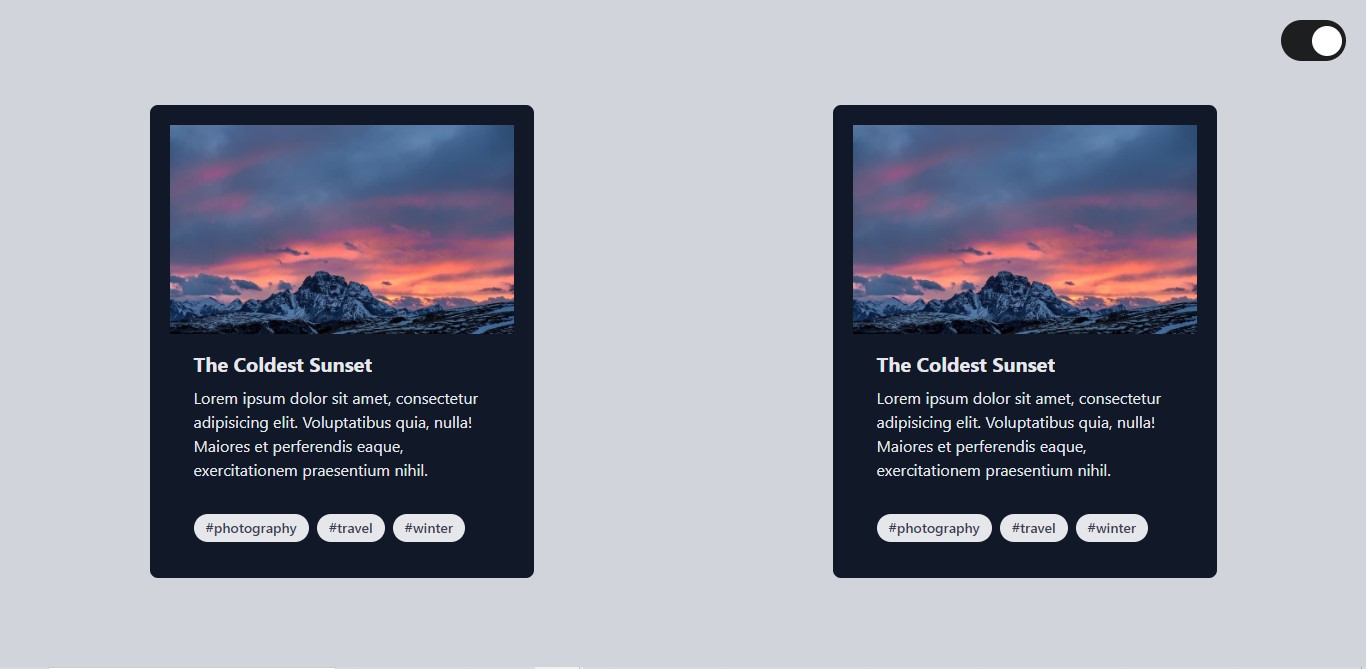 The Coldest Sunset
Lorem ipsum dolor sit amet, consectetur
adipisicing elit. Voluptatibus quia, nulla!
Maiores et perferendis eaque,
exercitationem praesentium nihil.
#photography #travel #winter
The Coldest Sunset
Lorem ipsum dolor sit amet, consectetur
adipisicing elit. Voluptatibus quia, nulla!
Maiores et perferendis eaque,
exercitationem praesentium nihil.
#photography #travel #winter